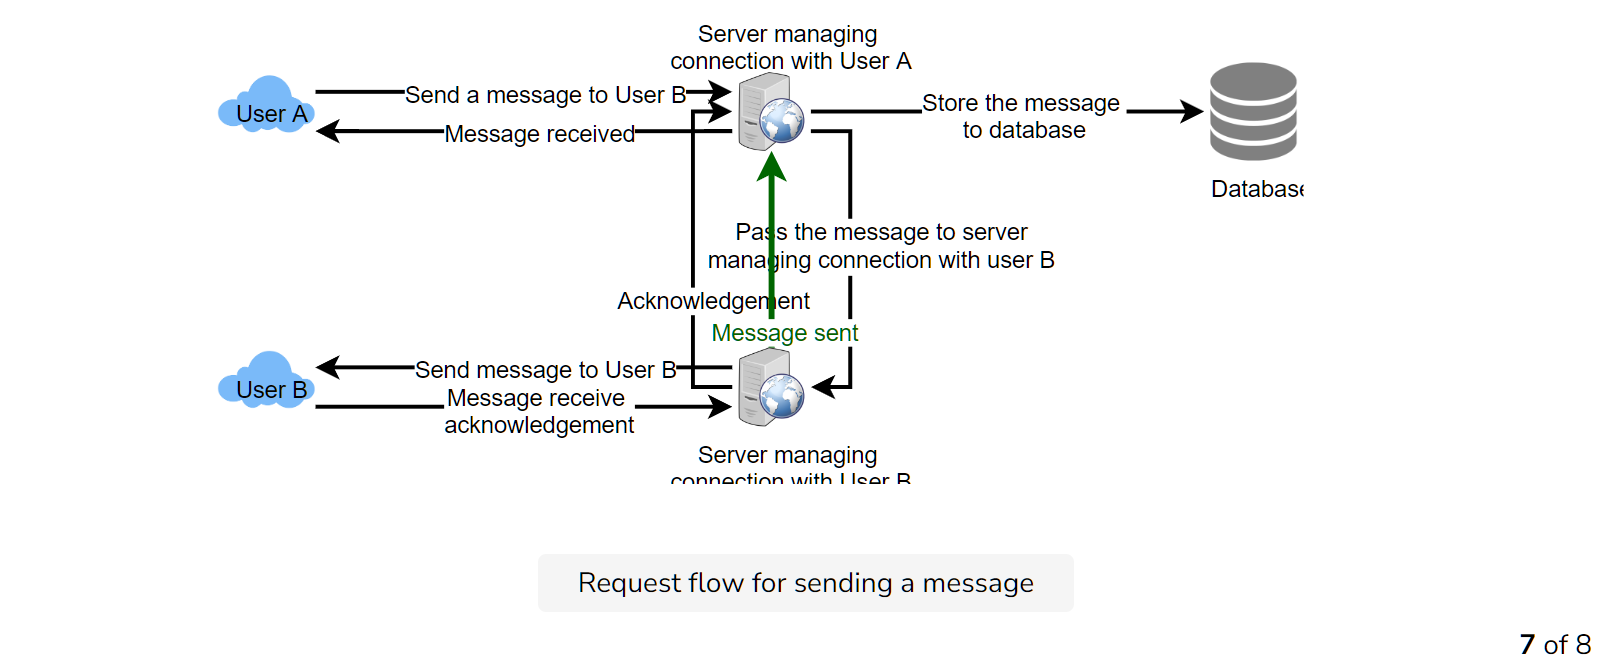 Server managing
connection with User A
User A
Send a message to User B
Message received
Store the message
to database
Database
Pass the message to server
managing connection with user B
Acknowledgement
Message sent
User B
Send message to User B
Message receive
acknowledgement
Server managing
connection with User B
Request flow for sending a message
7 of 8